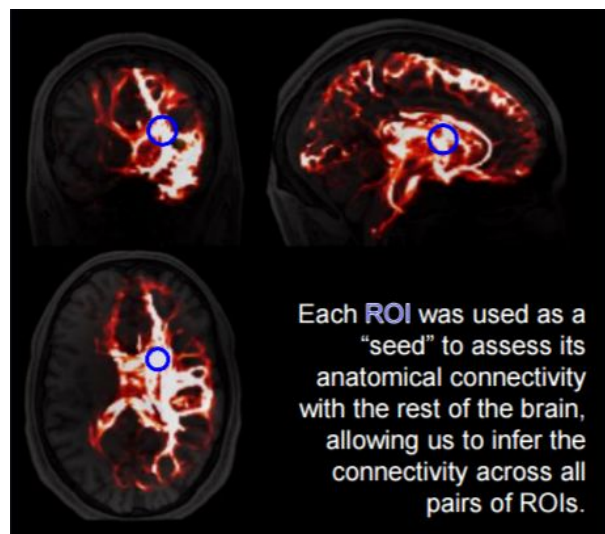 Each ROI was used as a
“seed” to assess its
anatomical connectivity
with the rest of the brain,
allowing us to infer the
connectivity across all
pairs of ROIs.